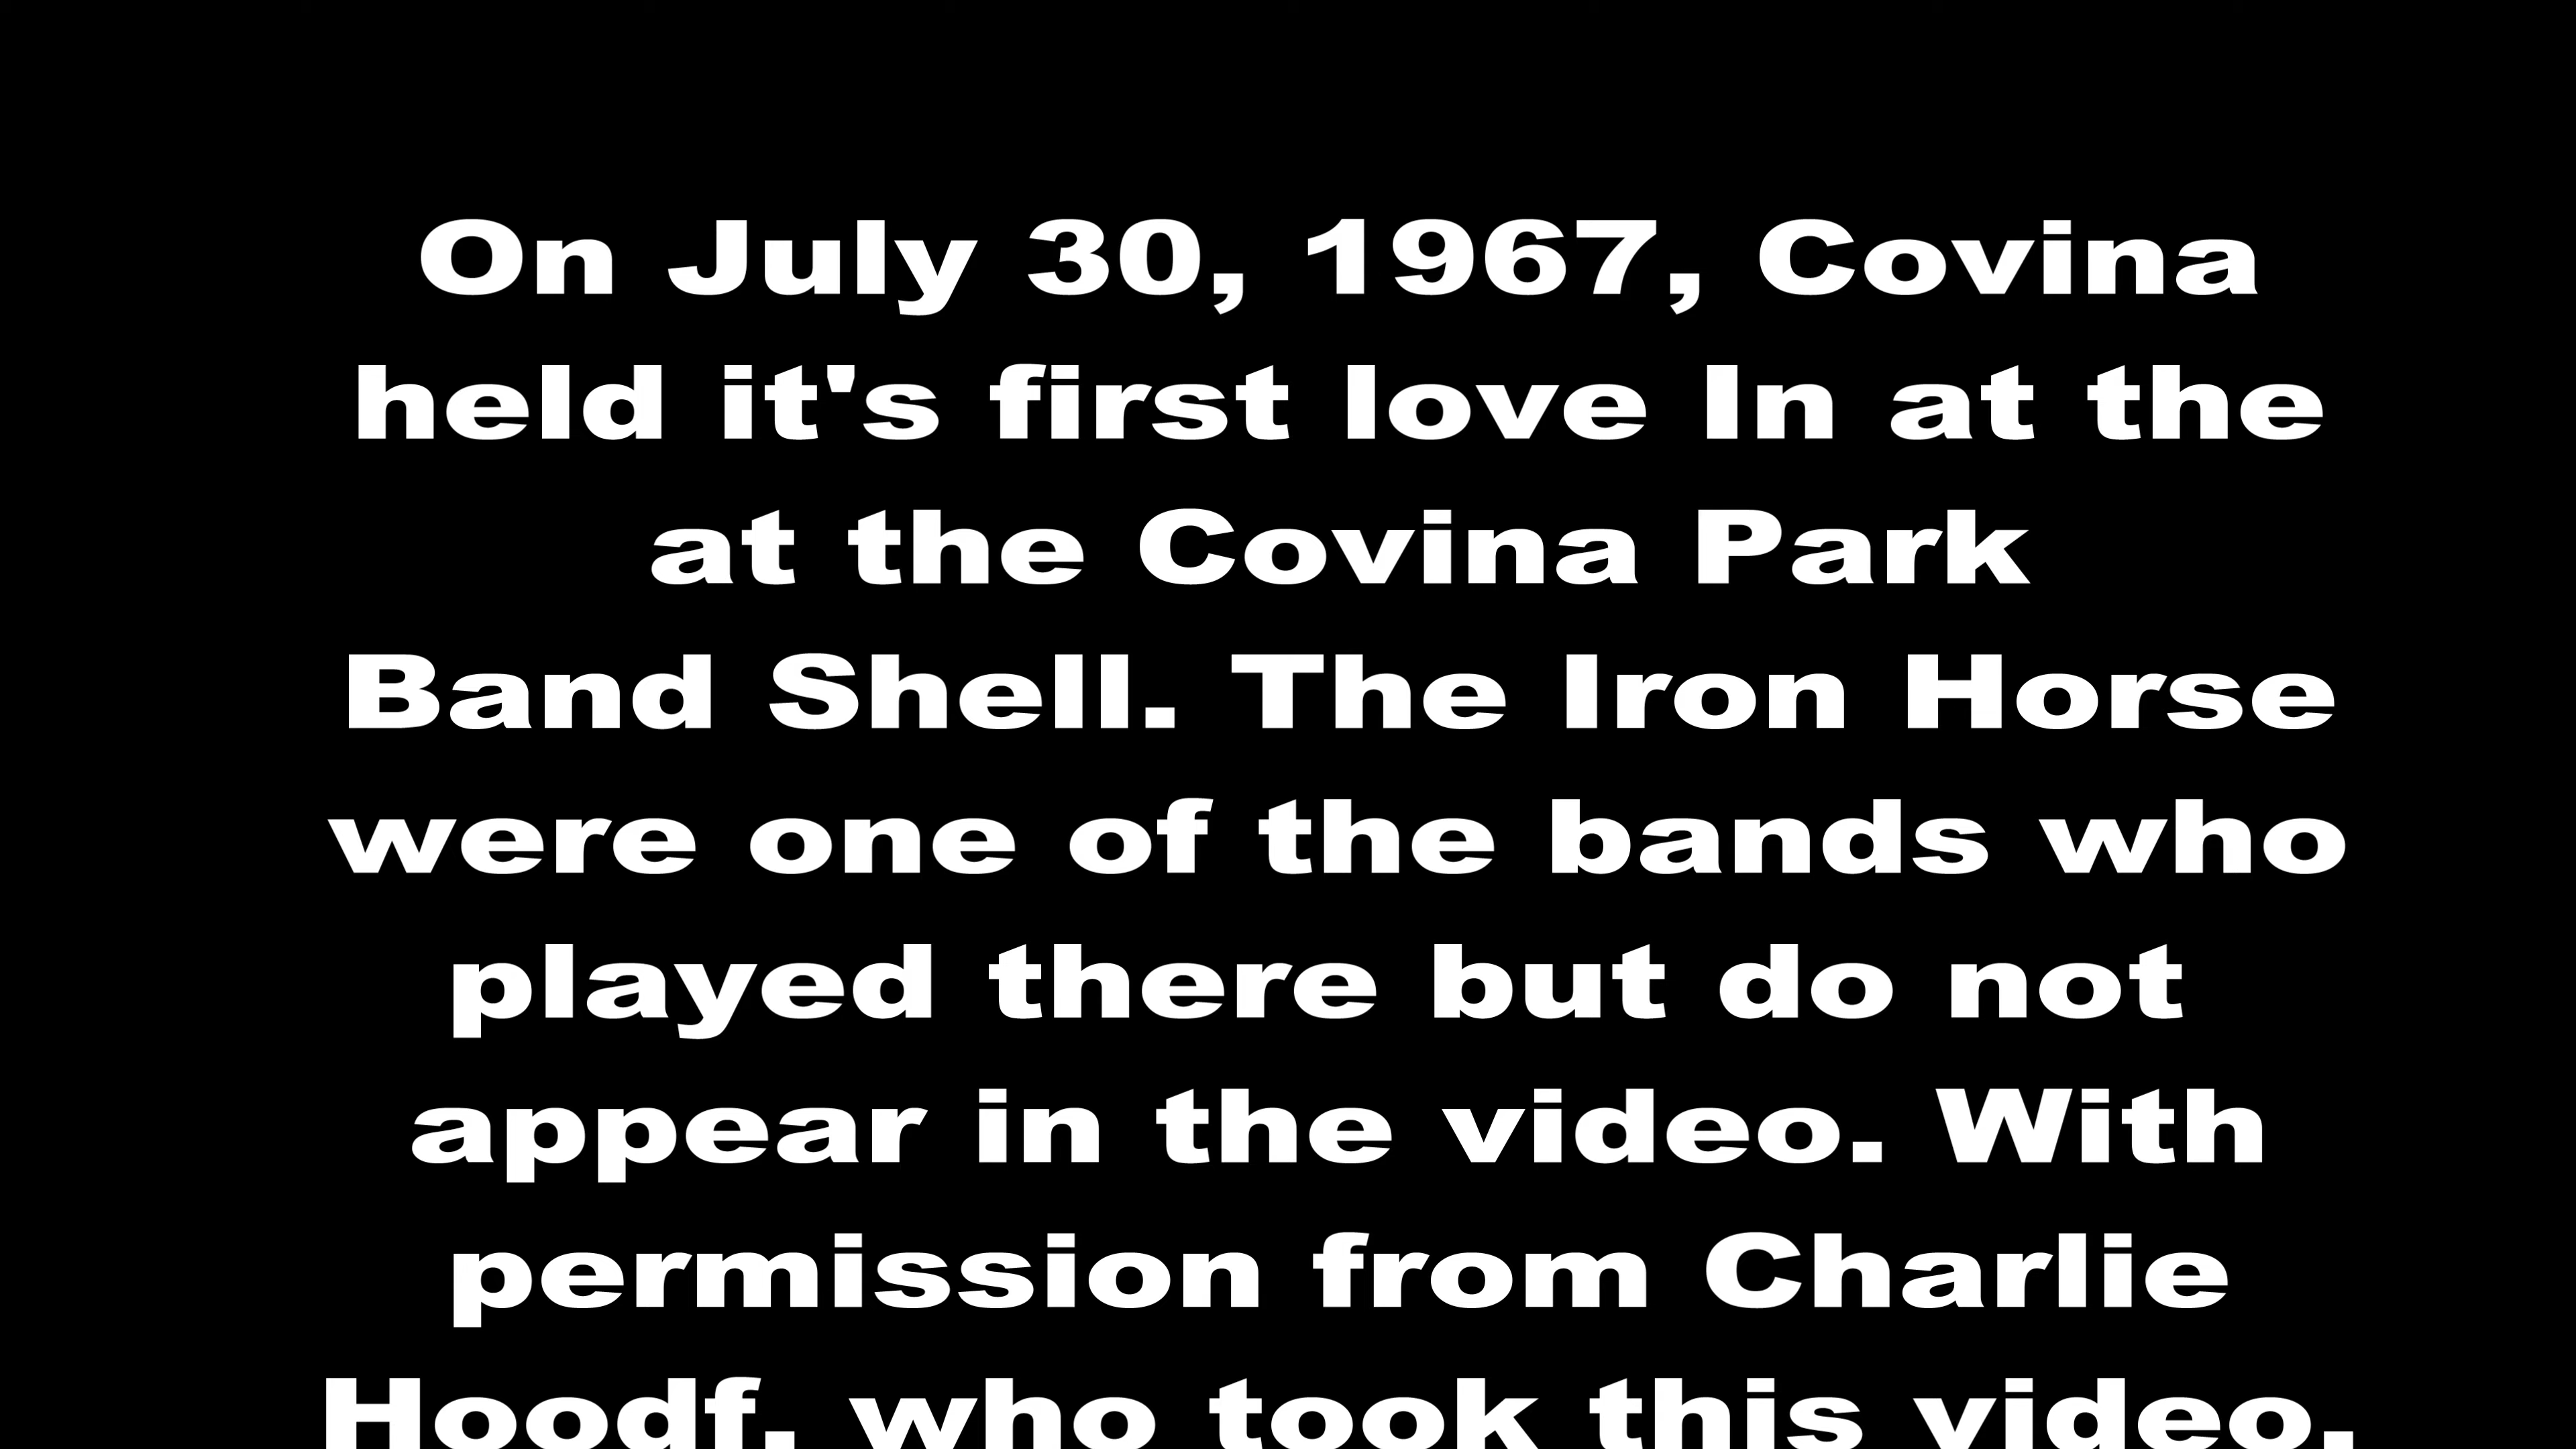 On July 30, 1967, Covina
held it's first love In at the
at the Covina Park
Band Shell. The Iron Horse
were one of the bands who
played there but do not
appear in the video. With
permission from Charlie
Hoodf, who took this video,